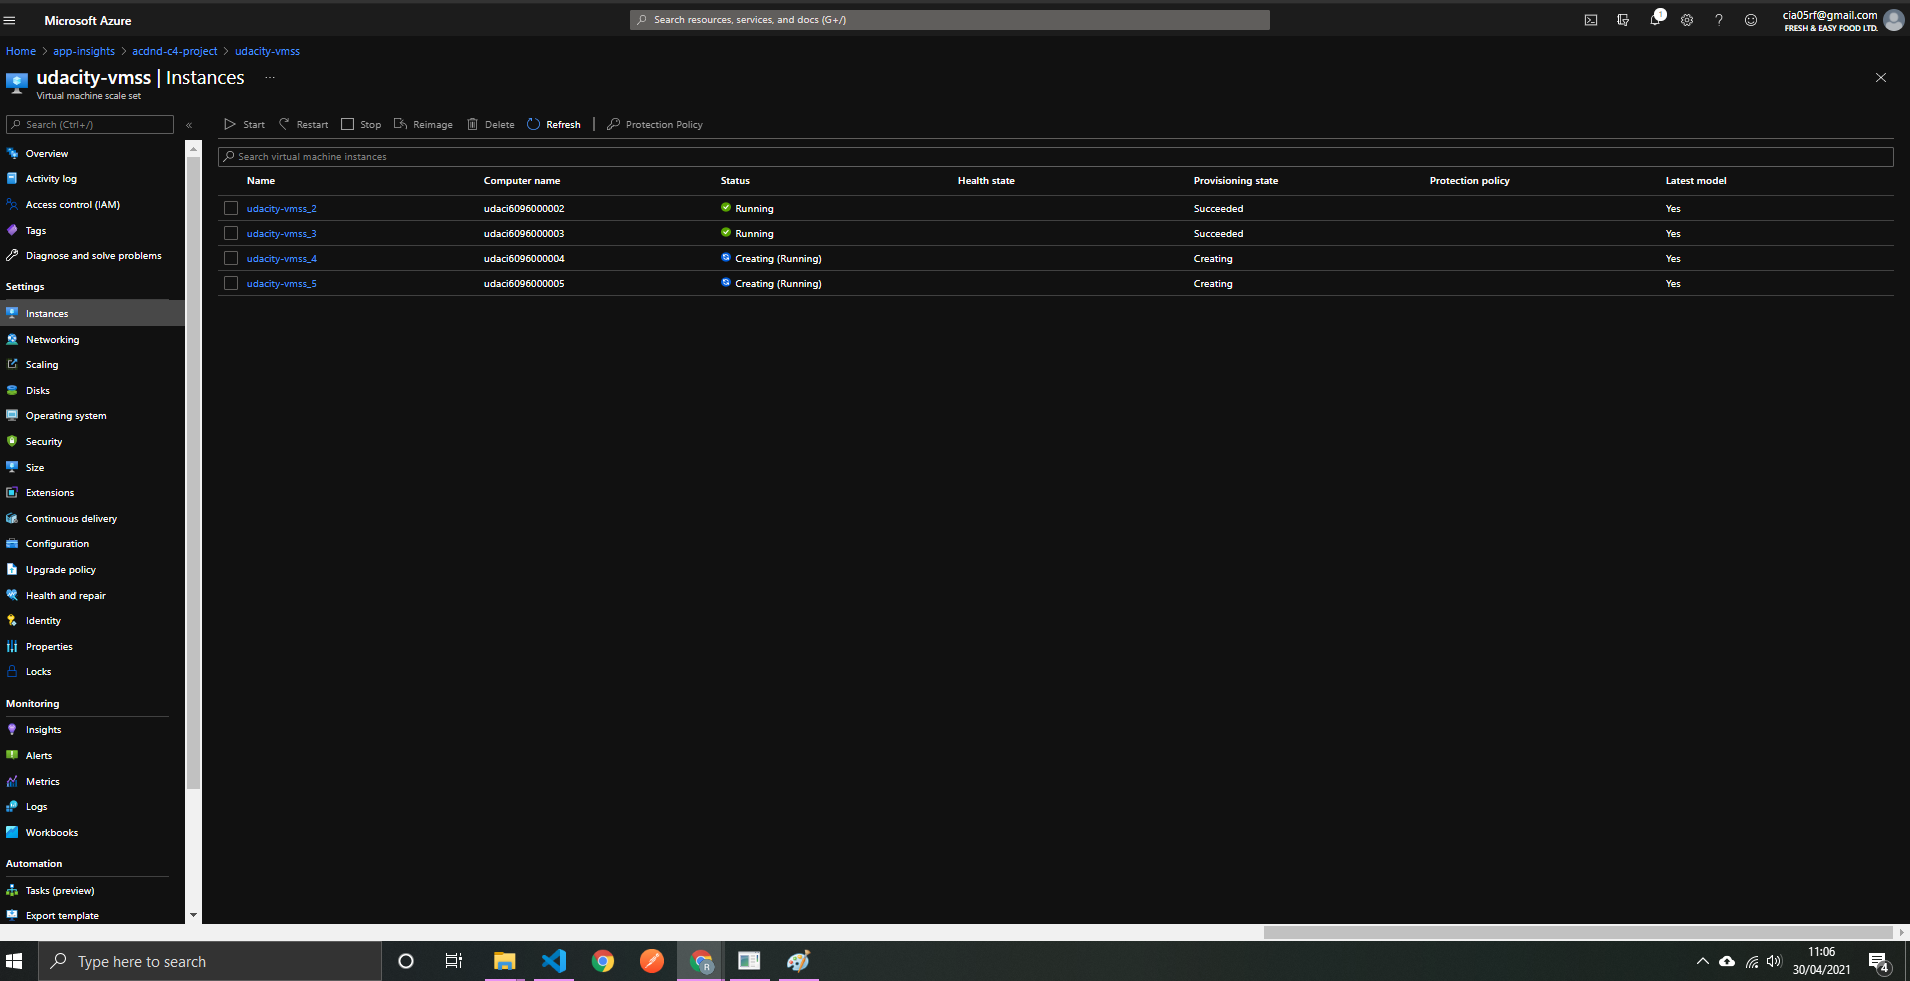 Microsoft Azure
Search resources, services, and docs (G+/)
1
cia05rf@gmail.com
FRESH & EASY FOOD LTD.
Home > app-insights > acdnd-c4-project > udacity-vmss
udacity-vmss | Instances ...
Virtual machine scale set
Search (Ctrl+/) «
Overview
Activity log
Access control (IAM)
Tags
Diagnose and solve problems
Settings
Instances
Networking
Scaling
Disks
Operating system
Security
Size
Extensions
Continuous delivery
Configuration
Upgrade policy
Health and repair
Identity
Properties
Locks
Monitoring
Insights
Alerts
Metrics
Logs
Workbooks
Automation
Tasks (preview)
Export template
Start Restart Stop Reimage Delete Refresh | Protection Policy
Search virtual machine instances
Name Computer name Status Health state Provisioning state Protection policy Latest model
udacity-vmss_2 udaci6096000002 Running Succeeded Yes
udacity-vmss_3 udaci6096000003 Running Succeeded Yes
udacity-vmss_4 udaci6096000004 Creating (Running) Creating Yes
udacity-vmss_5 udaci6096000005 Creating (Running) Creating Yes
Type here to search
R
11:06
30/04/2021
4